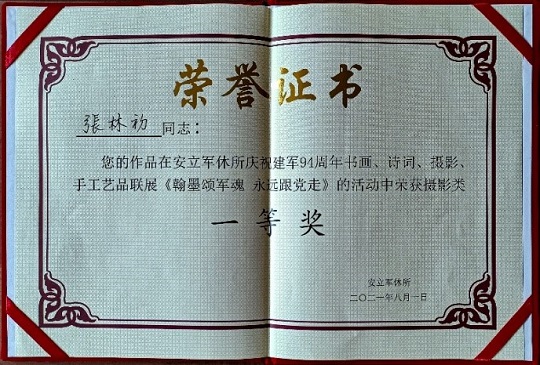 荣誉证书
張林初 同志：
您的作品在安立军休所庆祝建军94周年书画、诗词、摄影、
手工艺品联展《翰墨颂军魂 永远跟党走》的活动中荣获摄影类
一等奖
安立军休所
二〇二一年八月一日